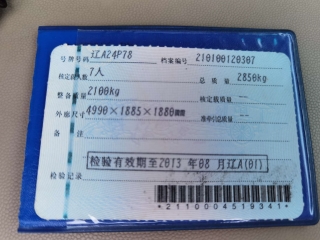 号牌号码 辽A24P78 档案编号 210100120307
核定载人数 7人 总质量 2850kg
整备质量 2100kg 核定载质量 --
外廓尺寸 4990×1885×1880mm 准牵引总质量 --
备注
检验有效期至2013年08月辽A(01)
检验记录
*2110004519341*